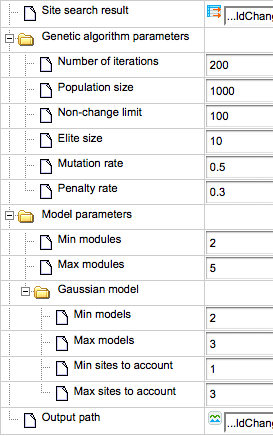 Site search result ...ldChang
Genetic algorithm parameters
Number of iterations 200
Population size 1000
Non-change limit 100
Elite size 10
Mutation rate 0.5
Penalty rate 0.3
Model parameters
Min modules 2
Max modules 5
Gaussian model
Min models 2
Max models 3
Min sites to account 1
Max sites to account 3
Output path ...ldChang